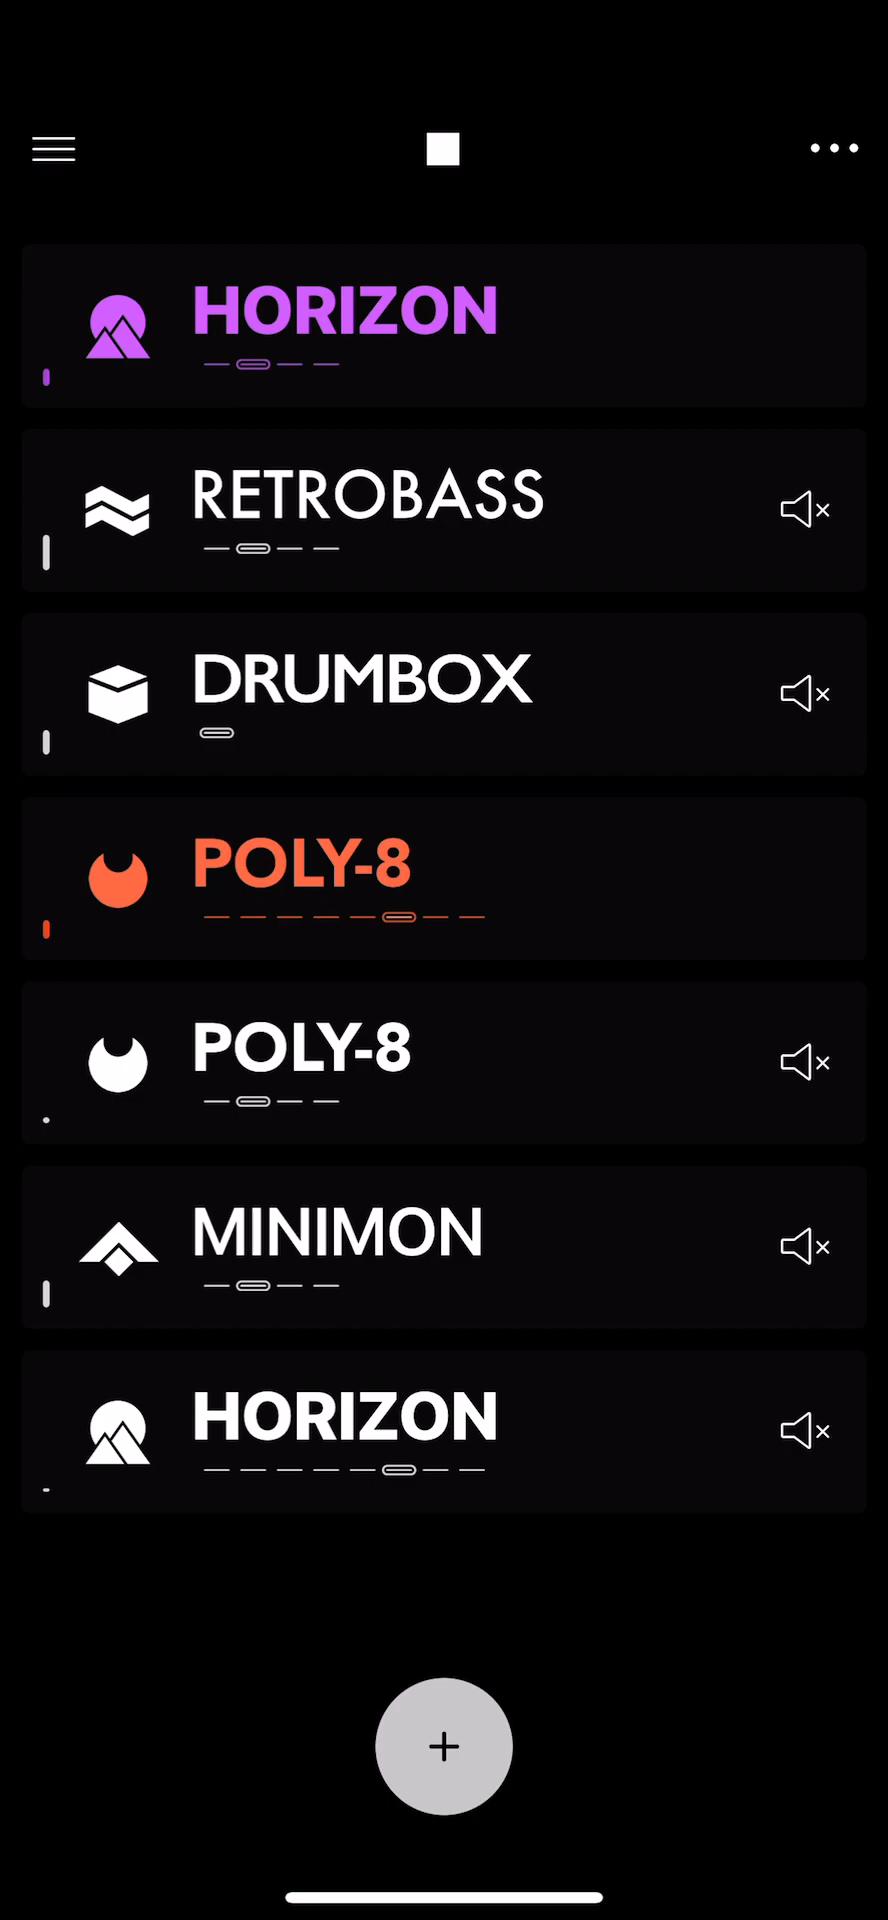 HORIZON
RETROBASS
DRUMBOX
POLY-8
POLY-8
MINIMON
HORIZON